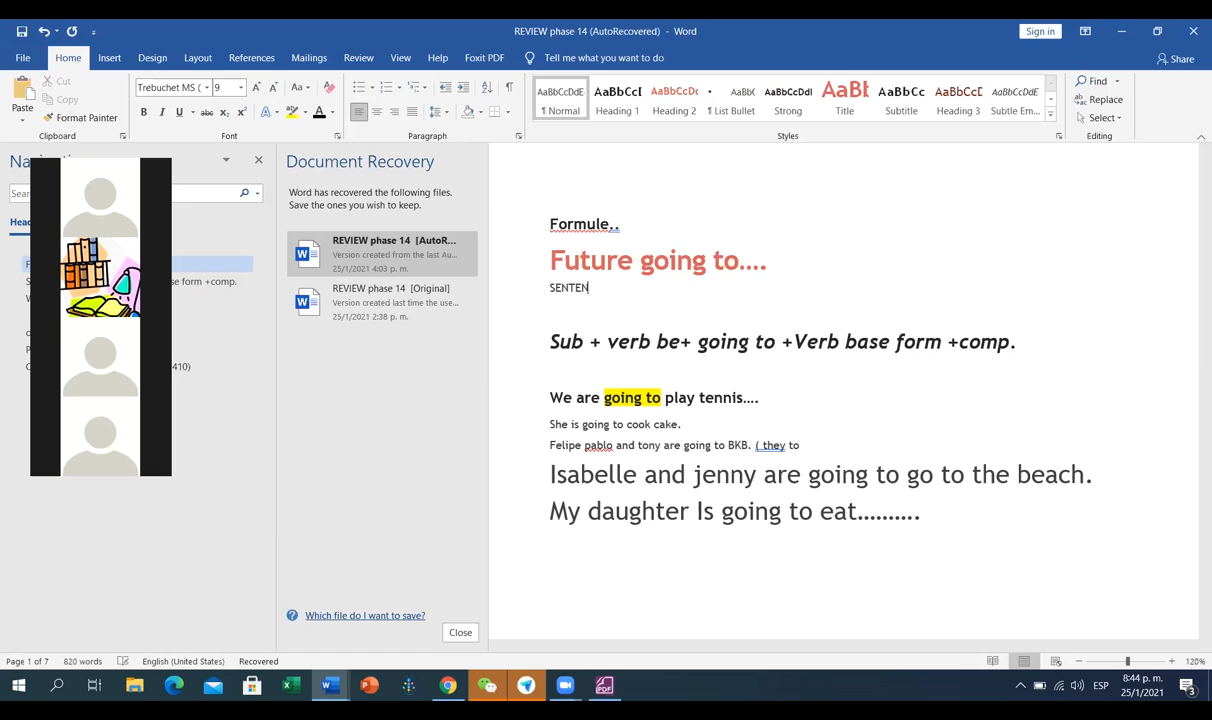 REVIEW phase 14 (AutoRecovered) - Word
Sign in
File Home Insert Design Layout References Mailings Review View Help Foxit PDF Tell me what you want to do
Share
Paste
Cut
Copy
Format Painter
Clipboard
Trebuchet MS ( 9
Font
Paragraph
AaBbCcDdE AaBbCcI AaBbCcDc AaBbC AaBbCcDdI AaBb AaBbCc AaBbCcD AaBbCcDdE
¶ Normal Heading 1 Heading 2 ¶ List Bullet Strong Title Subtitle Heading 3 Subtle Em...
Styles
Find
Replace
Select
Editing
Document Recovery
Word has recovered the following files.
Save the ones you wish to keep.
REVIEW phase 14 [AutoR...
Version created from the last Au...
25/1/2021 4:03 p. m.
REVIEW phase 14 [Original]
Version created last time the use...
25/1/2021 2:38 p. m.
Which file do I want to save?
Close
ase form +comp.
410)
Formule..
Future going to….
SENTEN
Sub + verb be+ going to +Verb base form +comp.
We are going to play tennis….
She is going to cook cake.
Felipe pablo and tony are going to BKB. ( they to
Isabelle and jenny are going to go to the beach.
My daughter Is going to eat……….
Page 1 of 7 820 words English (United States) Recovered
120%
ESP
8:44 p. m.
25/1/2021
3